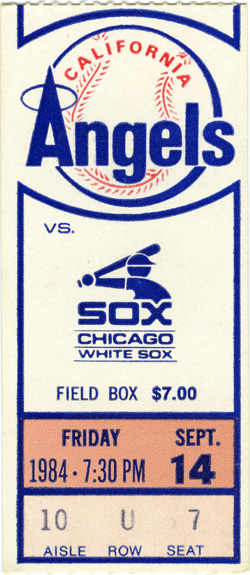 CALIFORNIA
Angels
VS.
SOX
CHICAGO
WHITE SOX
FIELD BOX $7.00
FRIDAY SEPT.
1984 - 7:30 PM 14
10 U 7
AISLE ROW SEAT